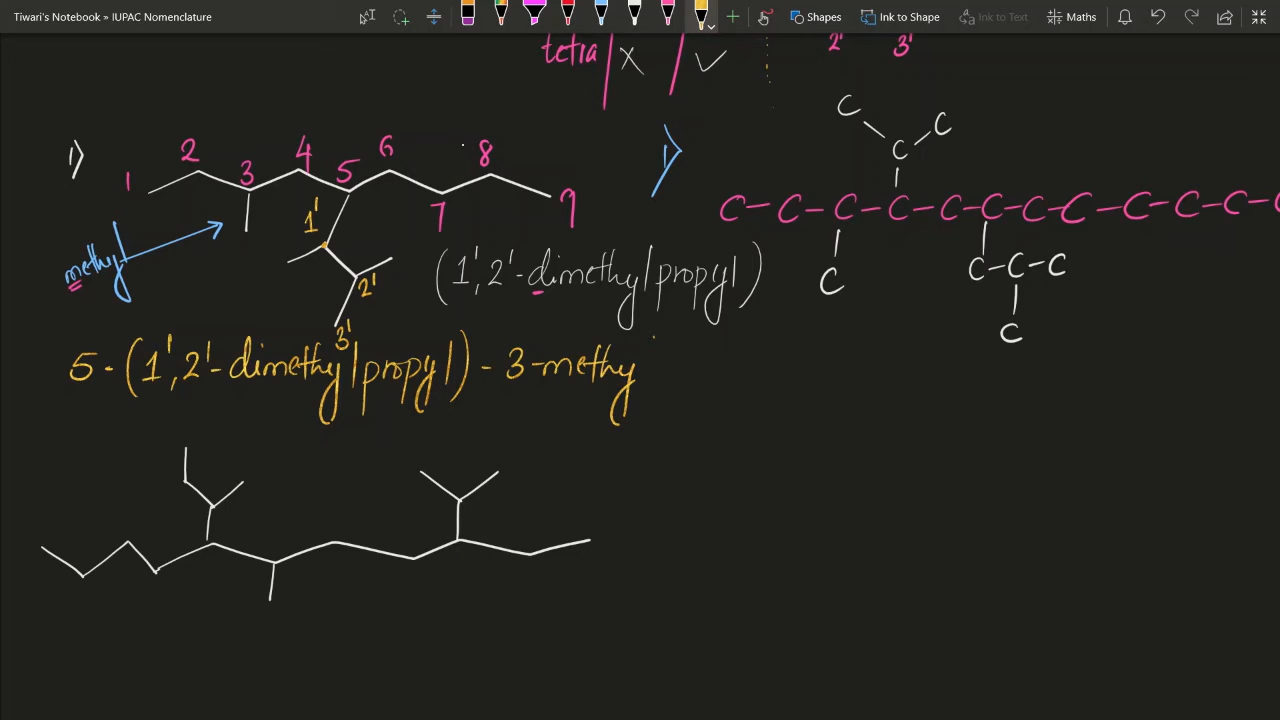 Tiwari's Notebook » IUPAC Nomenclature
Shapes Ink to Shape Ink to Text Maths
tetra X ✓
2' 3'
1) 1 2 3 4 5 6 7 8 9
1' 2' 3'
methyl
(1',2'-dimethylpropyl)
5-(1',2'-dimethylpropyl)-3-methy
C C
C
C-C-C-C-C-C-C-C-C-C-C-C
C C-C-C
C